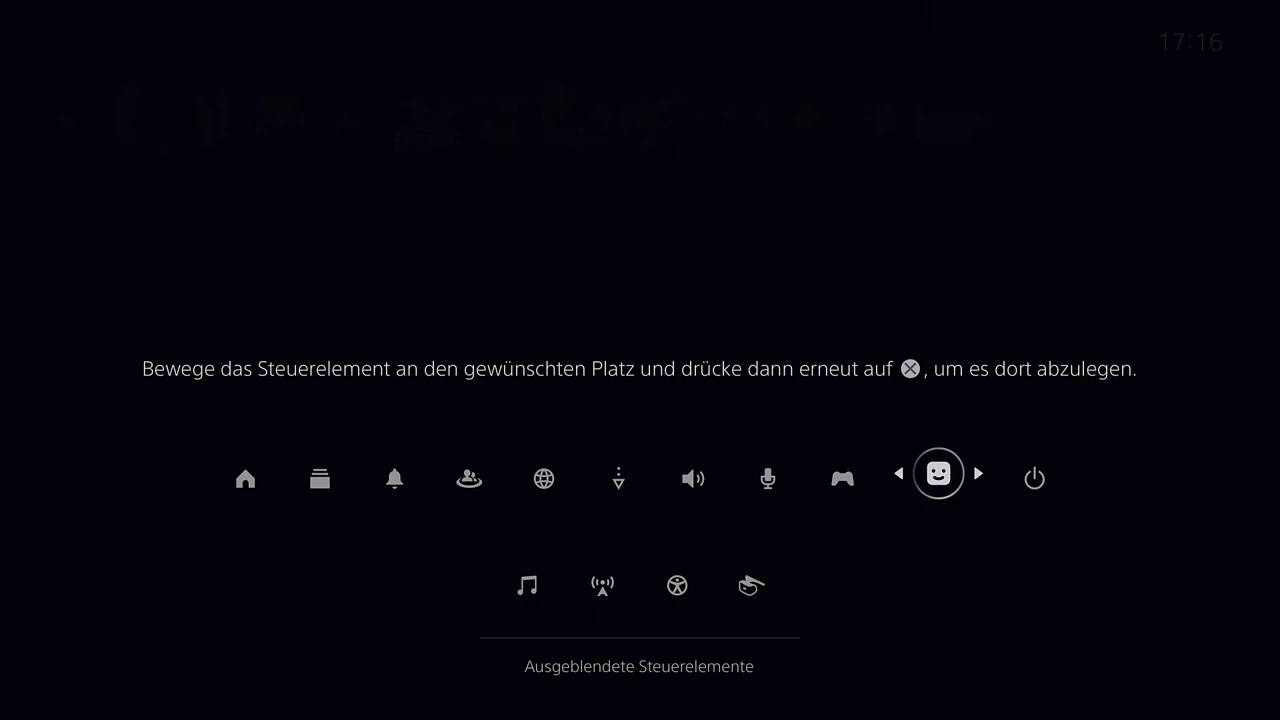 17:16
Bewege das Steuerelement an den gewünschten Platz und drücke dann erneut auf ⊗, um es dort abzulegen.
Ausgeblendete Steuerelemente